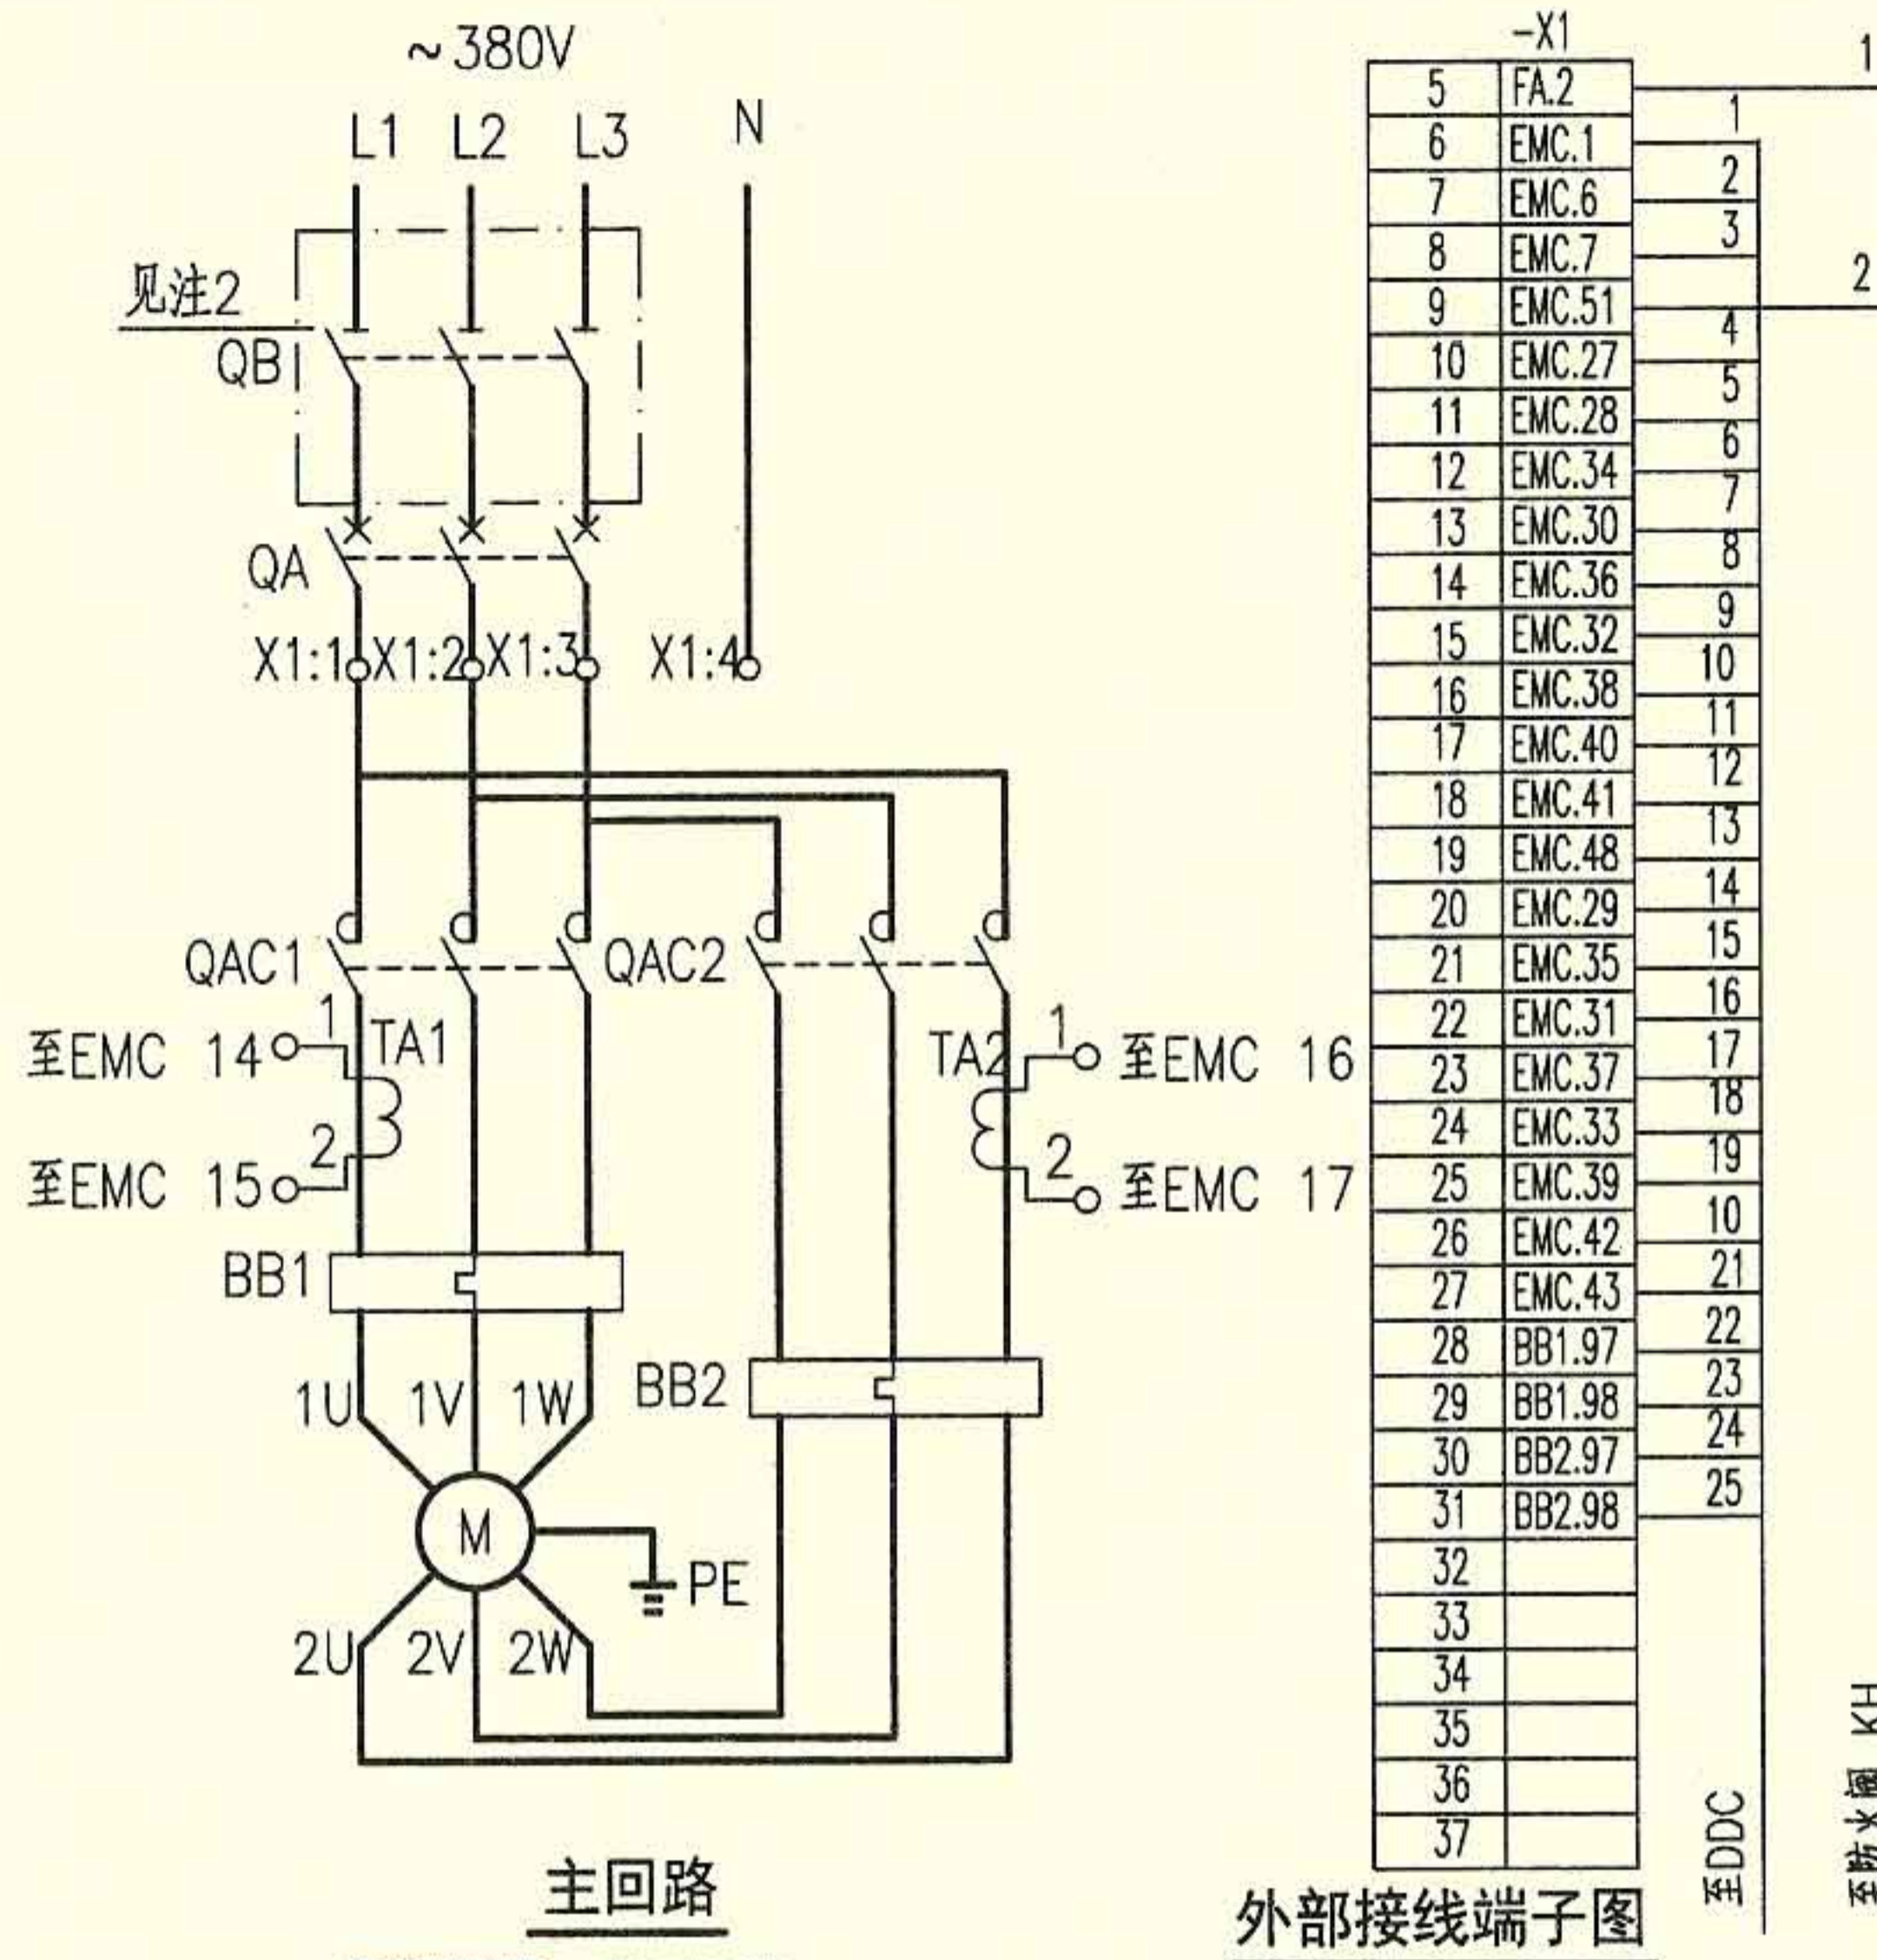 ~380V
L1 L2 L3 N
见注2
QB
QA
X1:1 X1:2 X1:3 X1:4
QAC1 QAC2
至EMC 14 1 TA1
至EMC 15 2
TA2 1 至EMC 16
2 至EMC 17
BB1
BB2
1U 1V 1W
M
PE
2U 2V 2W
主回路
-X1
5 FA.2 1
6 EMC.1 1
7 EMC.6 2
8 EMC.7 3
9 EMC.51 2
10 EMC.27 4
11 EMC.28 5
12 EMC.34 6
13 EMC.30 7
14 EMC.36 8
15 EMC.32 9
16 EMC.38 10
17 EMC.40 11
18 EMC.41 12
19 EMC.48 13
20 EMC.29 14
21 EMC.35 15
22 EMC.31 16
23 EMC.37 17
24 EMC.33 18
25 EMC.39 19
26 EMC.42 10
27 EMC.43 21
28 BB1.97 22
29 BB1.98 23
30 BB2.97 24
31 BB2.98 25
32
33
34
35
36
37
至DDC
至防火阀 KH
外部接线端子图